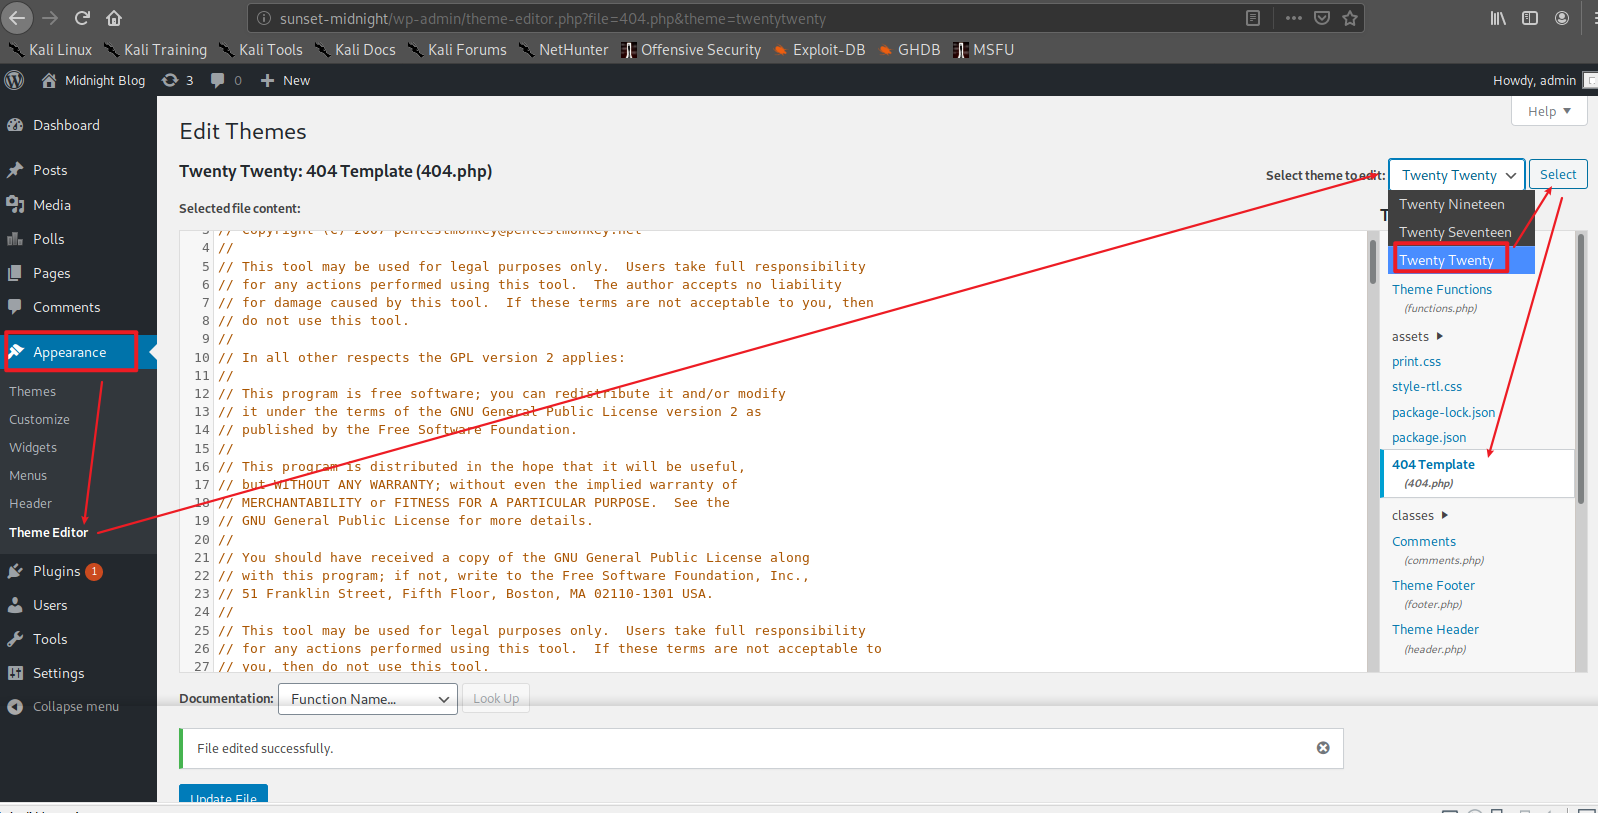 sunset-midnight/wp-admin/theme-editor.php?file=404.php&theme=twentytwenty
Kali Linux Kali Training Kali Tools Kali Docs Kali Forums NetHunter Offensive Security Exploit-DB GHDB MSFU
Midnight Blog 3 0 New Howdy, admin
Help
Dashboard
Posts
Media
Polls
Pages
Comments
Appearance
Themes
Customize
Widgets
Menus
Header
Theme Editor
Plugins 1
Users
Tools
Settings
Collapse menu
Edit Themes
Twenty Twenty: 404 Template (404.php)
Select theme to edit: Twenty Twenty Select
Twenty Nineteen
Twenty Seventeen
Twenty Twenty
Selected file content:
3 // Copyright (C) 2007 pentestmonkey@pentestmonkey.net
4 //
5 // This tool may be used for legal purposes only.  Users take full responsibility
6 // for any actions performed using this tool.  The author accepts no liability
7 // for damage caused by this tool.  If these terms are not acceptable to you, then
8 // do not use this tool.
9 //
10 // In all other respects the GPL version 2 applies:
11 //
12 // This program is free software; you can redistribute it and/or modify
13 // it under the terms of the GNU General Public License version 2 as
14 // published by the Free Software Foundation.
15 //
16 // This program is distributed in the hope that it will be useful,
17 // but WITHOUT ANY WARRANTY; without even the implied warranty of
18 // MERCHANTABILITY or FITNESS FOR A PARTICULAR PURPOSE.  See the
19 // GNU General Public License for more details.
20 //
21 // You should have received a copy of the GNU General Public License along
22 // with this program; if not, write to the Free Software Foundation, Inc.,
23 // 51 Franklin Street, Fifth Floor, Boston, MA 02110-1301 USA.
24 //
25 // This tool may be used for legal purposes only.  Users take full responsibility
26 // for any actions performed using this tool.  If these terms are not acceptable to
27 // you, then do not use this tool.
Theme Functions
(functions.php)
assets
print.css
style-rtl.css
package-lock.json
package.json
404 Template
(404.php)
classes
Comments
(comments.php)
Theme Footer
(footer.php)
Theme Header
(header.php)
Documentation: Function Name... Look Up
File edited successfully.
Update File